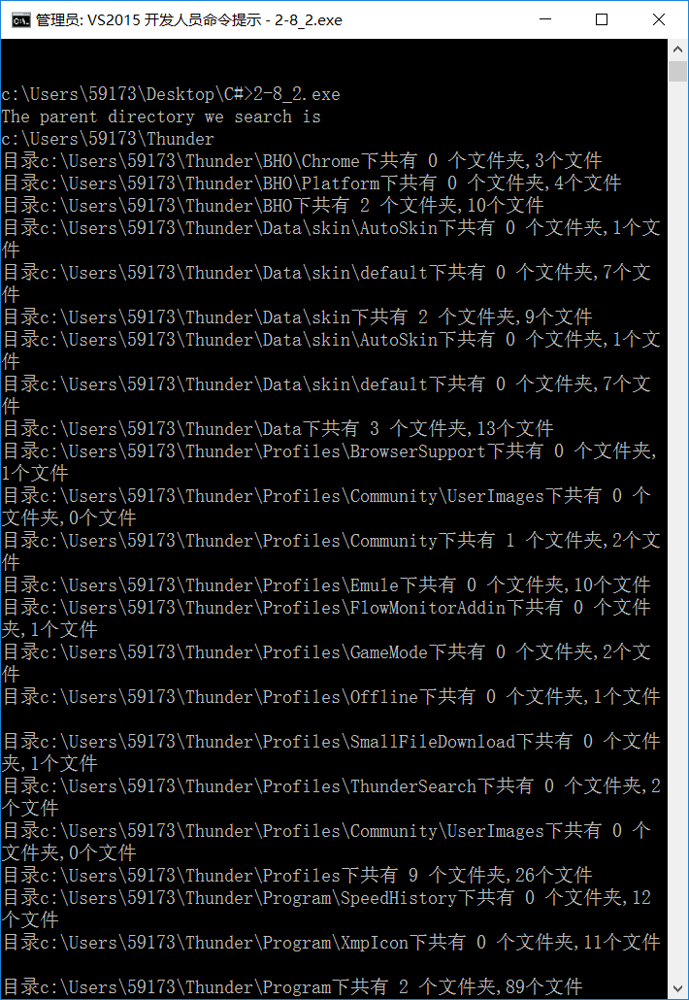 管理员: VS2015 开发人员命令提示 - 2-8_2.exe
c:\Users\59173\Desktop\C#>2-8_2.exe
The parent directory we search is
c:\Users\59173\Thunder
目录c:\Users\59173\Thunder\BHO\Chrome下共有 0 个文件夹,3个文件
目录c:\Users\59173\Thunder\BHO\Platform下共有 0 个文件夹,4个文件
目录c:\Users\59173\Thunder\BHO下共有 2 个文件夹,10个文件
目录c:\Users\59173\Thunder\Data\skin\AutoSkin下共有 0 个文件夹,1个文
件
目录c:\Users\59173\Thunder\Data\skin\default下共有 0 个文件夹,7个文
件
目录c:\Users\59173\Thunder\Data\skin下共有 2 个文件夹,9个文件
目录c:\Users\59173\Thunder\Data\skin\AutoSkin下共有 0 个文件夹,1个文
件
目录c:\Users\59173\Thunder\Data\skin\default下共有 0 个文件夹,7个文
件
目录c:\Users\59173\Thunder\Data下共有 3 个文件夹,13个文件
目录c:\Users\59173\Thunder\Profiles\BrowserSupport下共有 0 个文件夹,
1个文件
目录c:\Users\59173\Thunder\Profiles\Community\UserImages下共有 0 个
文件夹,0个文件
目录c:\Users\59173\Thunder\Profiles\Community下共有 1 个文件夹,2个文
件
目录c:\Users\59173\Thunder\Profiles\Emule下共有 0 个文件夹,10个文件
目录c:\Users\59173\Thunder\Profiles\FlowMonitorAddin下共有 0 个文件
夹,1个文件
目录c:\Users\59173\Thunder\Profiles\GameMode下共有 0 个文件夹,2个文
件
目录c:\Users\59173\Thunder\Profiles\Offline下共有 0 个文件夹,1个文件
目录c:\Users\59173\Thunder\Profiles\SmallFileDownload下共有 0 个文件
夹,1个文件
目录c:\Users\59173\Thunder\Profiles\ThunderSearch下共有 0 个文件夹,2
个文件
目录c:\Users\59173\Thunder\Profiles\Community\UserImages下共有 0 个
文件夹,0个文件
目录c:\Users\59173\Thunder\Profiles下共有 9 个文件夹,26个文件
目录c:\Users\59173\Thunder\Program\SpeedHistory下共有 0 个文件夹,12
个文件
目录c:\Users\59173\Thunder\Program\XmpIcon下共有 0 个文件夹,11个文件
目录c:\Users\59173\Thunder\Program下共有 2 个文件夹,89个文件